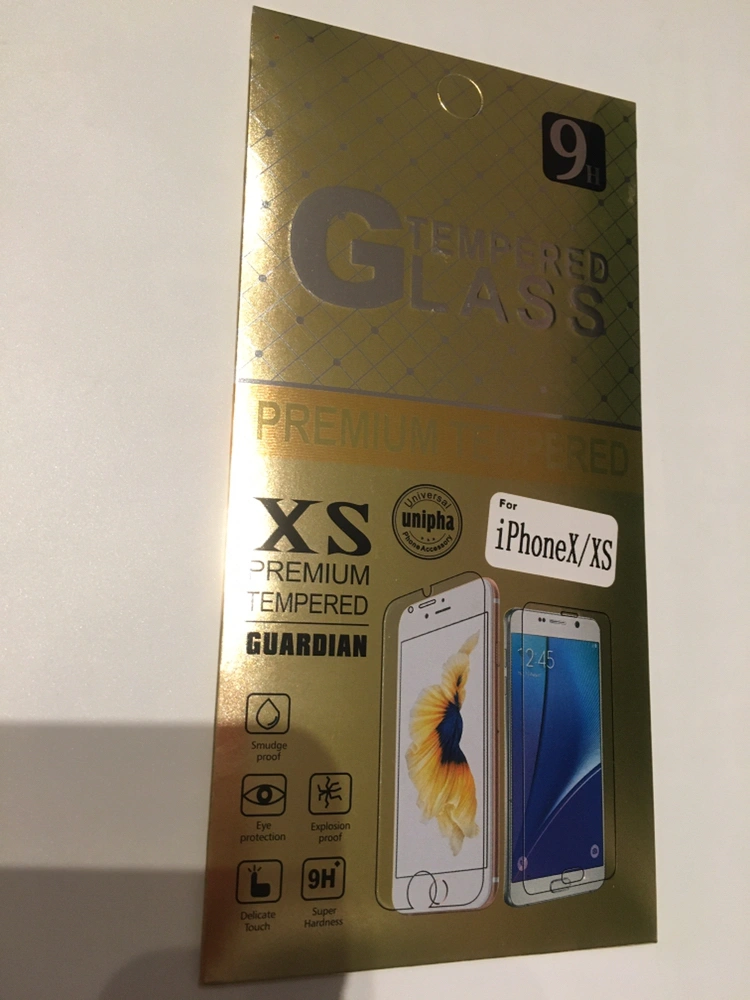 9H
TEMPERED
GLASS
PREMIUM TEMPERED
XS
PREMIUM
TEMPERED
GUARDIAN
Universal
unipha
Phone Accessory
For
iPhoneX/XS
12:45
Smudge
proof
Eye
protection
Explosion
proof
9H+
Delicate
Touch
Super
Hardness